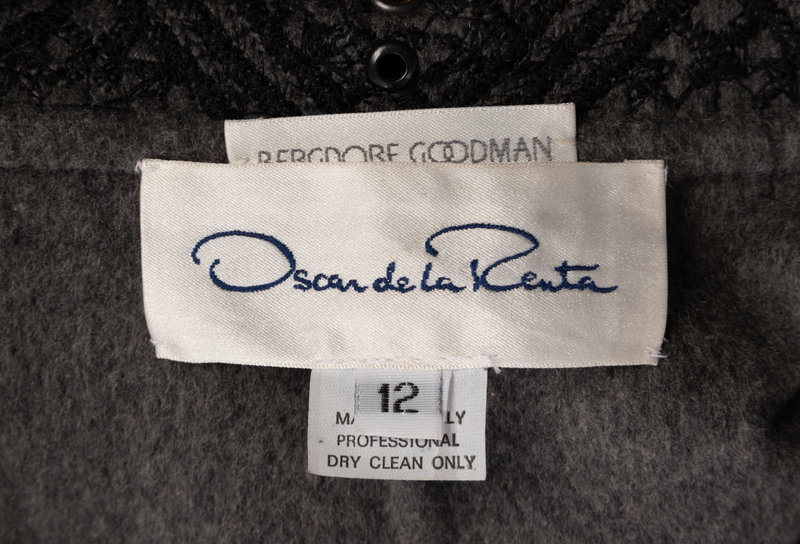 BERGDORF GOODMAN
Oscar de la Renta
12
PROFESSIONAL
DRY CLEAN ONLY